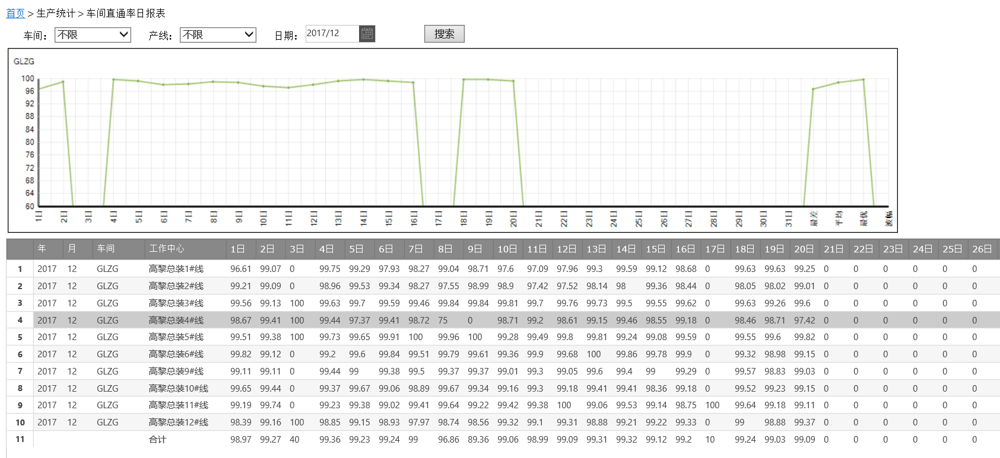 首页 > 生产统计 > 车间直通率日报表
车间: 不限 产线: 不限 日期: 2017/12 搜索
GLZG
100
96
92
88
84
80
76
72
68
64
60
1日 2日 3日 4日 5日 6日 7日 8日 9日 10日 11日 12日 13日 14日 15日 16日 17日 18日 19日 20日 21日 22日 23日 24日 25日 26日 27日 28日 29日 30日 31日 最差 平均 最优 波幅
年 月 车间 工作中心 1日 2日 3日 4日 5日 6日 7日 8日 9日 10日 11日 12日 13日 14日 15日 16日 17日 18日 19日 20日 21日 22日 23日 24日 25日 26日
1 2017 12 GLZG 高黎总装1#线 96.61 99.07 0 99.75 99.29 97.93 98.27 99.04 98.71 97.6 97.09 97.96 99.3 99.59 99.12 98.68 0 99.63 99.63 99.25 0 0 0 0 0 0
2 2017 12 GLZG 高黎总装2#线 99.21 99.09 0 98.96 99.53 99.34 98.27 97.55 98.99 98.9 97.42 97.52 98.14 98 99.36 98.44 0 98.05 98.02 99.01 0 0 0 0 0 0
3 2017 12 GLZG 高黎总装3#线 99.56 99.13 100 99.63 99.7 99.59 99.46 99.84 99.84 99.81 99.7 99.76 99.73 99.5 99.55 99.62 0 99.63 99.26 99.6 0 0 0 0 0 0
4 2017 12 GLZG 高黎总装4#线 98.67 99.41 100 99.44 97.37 99.41 98.72 75 0 98.71 99.2 98.61 99.15 99.46 98.55 99.18 0 98.46 98.71 97.42 0 0 0 0 0 0
5 2017 12 GLZG 高黎总装5#线 99.51 99.38 100 99.73 99.65 99.91 100 99.96 100 99.28 99.49 99.8 99.81 99.24 99.08 99.59 0 99.55 99.6 99.82 0 0 0 0 0 0
6 2017 12 GLZG 高黎总装6#线 99.82 99.12 0 99.2 99.6 99.84 99.51 99.79 99.61 99.36 99.9 99.68 100 99.86 99.78 99.9 0 99.32 98.98 99.15 0 0 0 0 0 0
7 2017 12 GLZG 高黎总装9#线 99.11 99.11 0 99.44 99 99.38 99.5 99.37 99.37 99.01 99.3 99.05 99.6 99.4 99 99.29 0 99.57 98.83 99.03 0 0 0 0 0 0
8 2017 12 GLZG 高黎总装10#线 99.65 99.44 0 99.37 99.67 99.06 98.89 99.67 99.34 99.16 99.3 99.18 99.41 99.41 98.36 99.18 0 99.52 99.23 99.15 0 0 0 0 0 0
9 2017 12 GLZG 高黎总装11#线 99.19 99.74 0 99.23 99.38 99.02 99.41 99.64 99.22 99.42 99.38 100 99.06 99.53 99.14 98.75 100 99.64 99.18 99.11 0 0 0 0 0 0
10 2017 12 GLZG 高黎总装12#线 98.39 99.16 100 98.85 99.15 98.93 97.97 98.74 98.56 99.32 99.1 99.31 98.88 99.21 99.22 99.33 0 99 98.88 99.37 0 0 0 0 0 0
11 合计 98.97 99.27 40 99.36 99.23 99.24 99 96.86 89.36 99.06 98.99 99.09 99.31 99.32 99.12 99.2 10 99.24 99.03 99.09 0 0 0 0 0 0